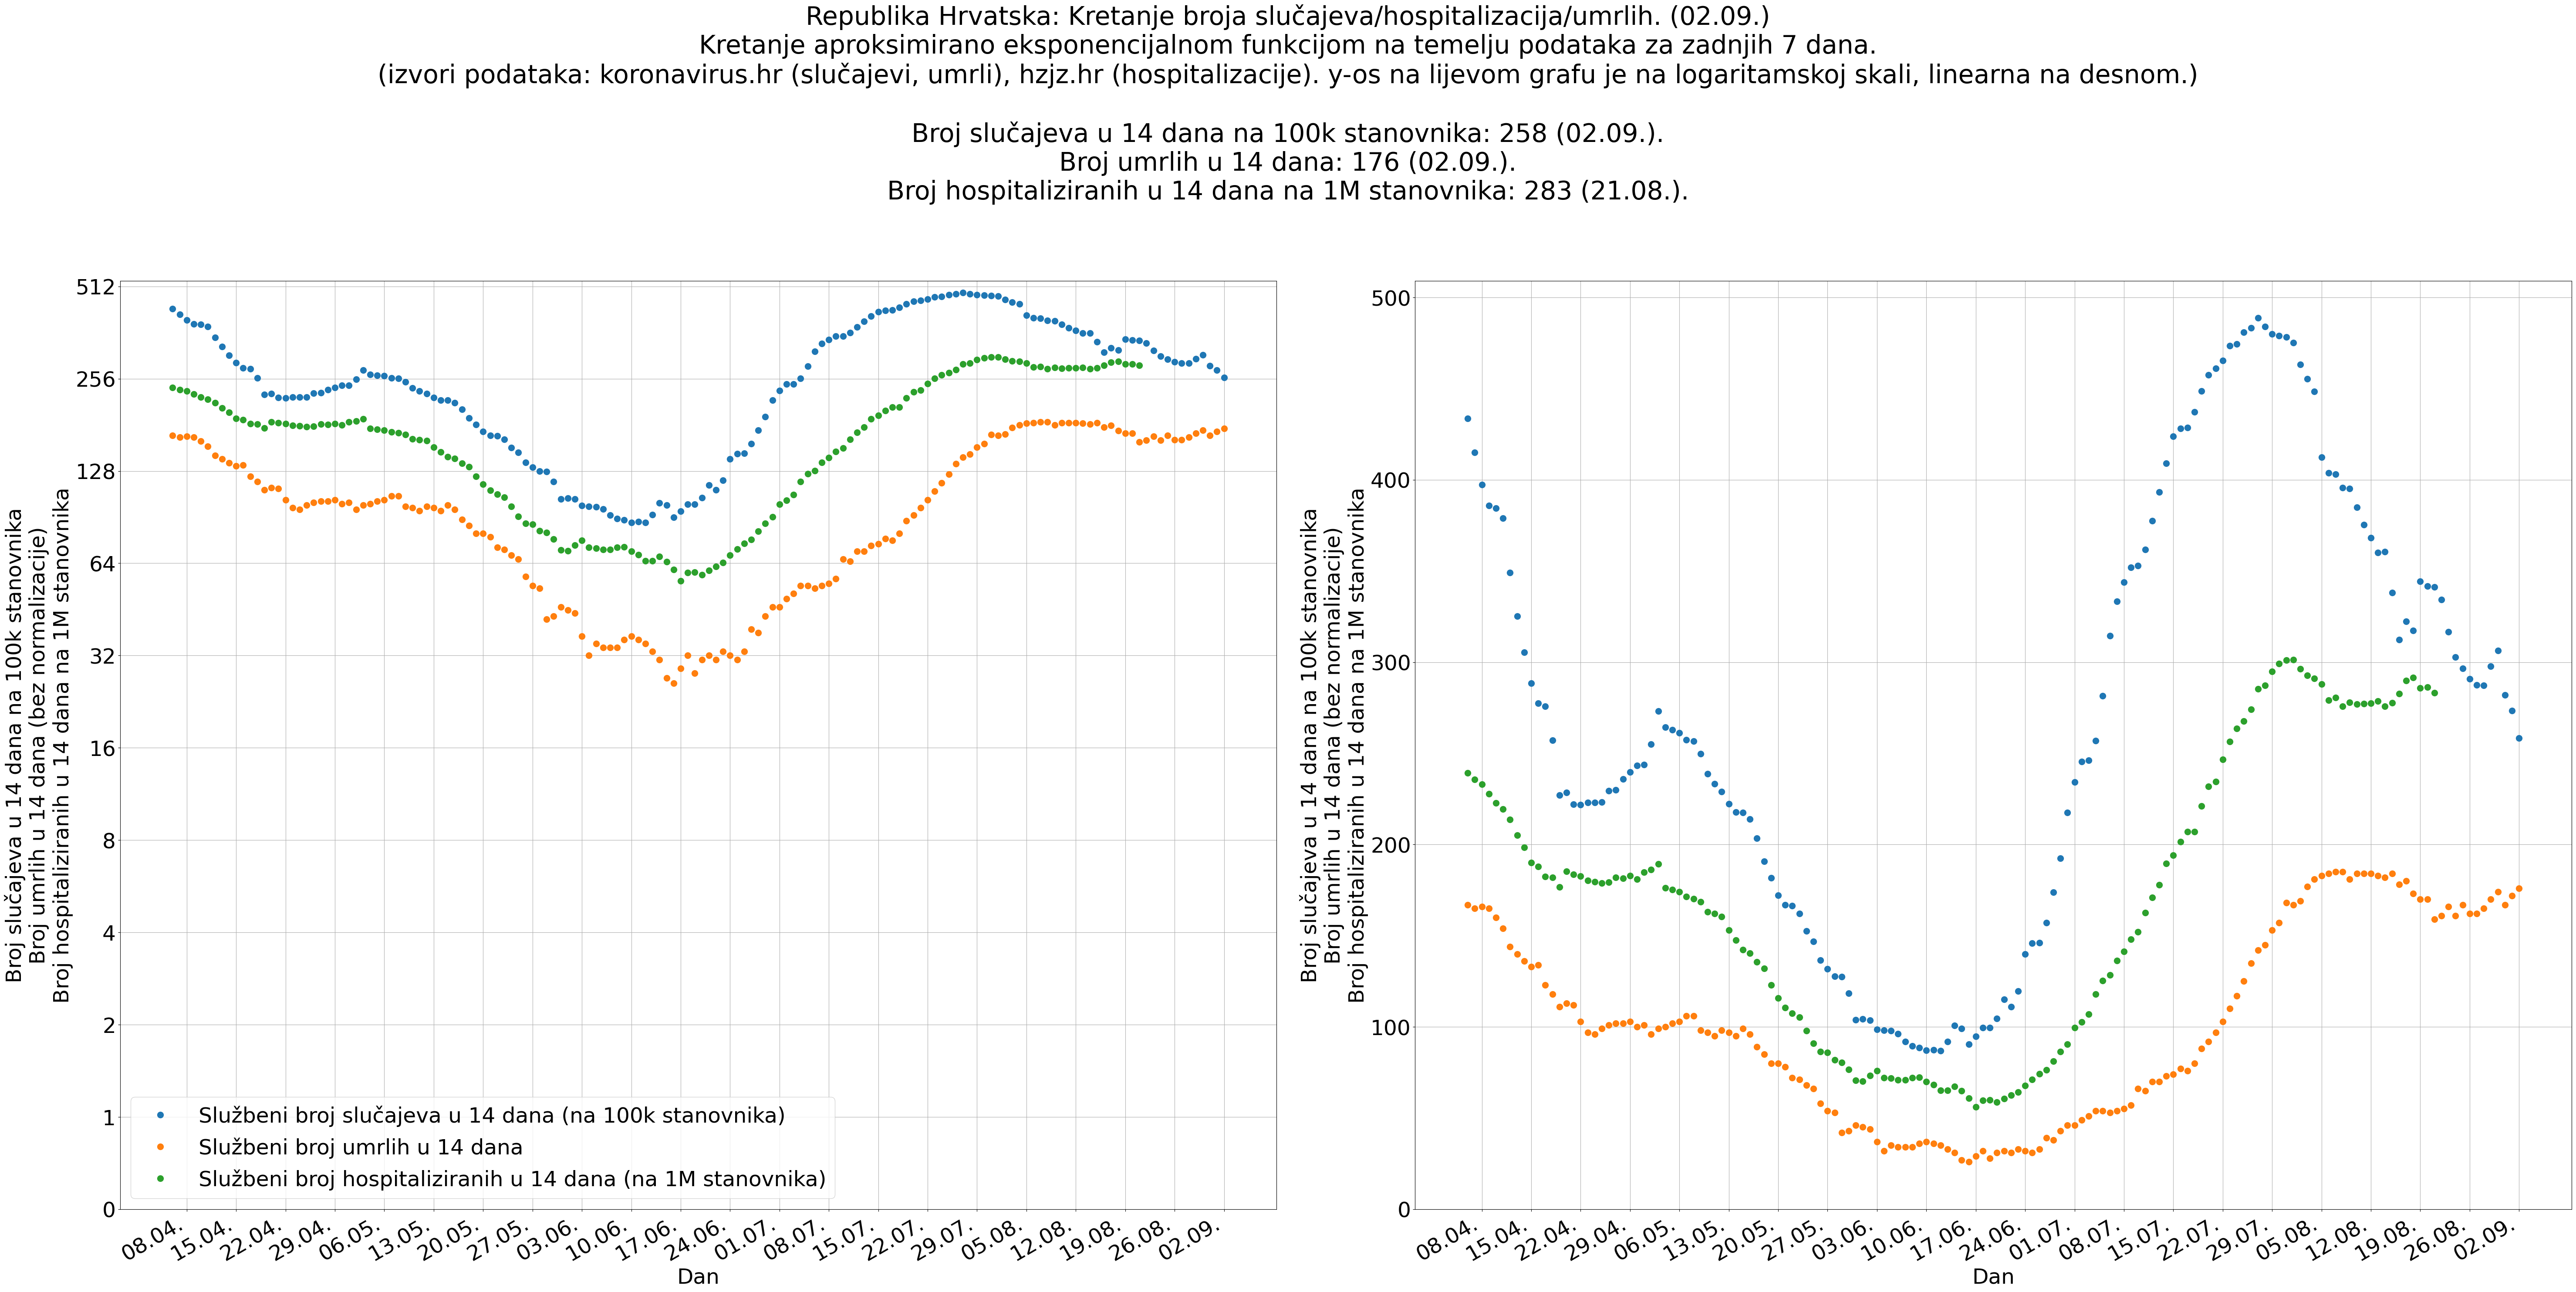 Republika Hrvatska: Kretanje broja slučajeva/hospitalizacija/umrlih. (02.09.)
Kretanje aproksimirano eksponencijalnom funkcijom na temelju podataka za zadnjih 7 dana.
(izvori podataka: koronavirus.hr (slučajevi, umrli), hzjz.hr (hospitalizacije). y-os na lijevom grafu je na logaritamskoj skali, linearna na desnom.)
Broj slučajeva u 14 dana na 100k stanovnika: 258 (02.09.).
Broj umrlih u 14 dana: 176 (02.09.).
Broj hospitaliziranih u 14 dana na 1M stanovnika: 283 (21.08.).
Broj slučajeva u 14 dana na 100k stanovnika
Broj umrlih u 14 dana (bez normalizacije)
Broj hospitaliziranih u 14 dana na 1M stanovnika
512
256
128
64
32
16
8
4
2
1
0
Službeni broj slučajeva u 14 dana (na 100k stanovnika)
Službeni broj umrlih u 14 dana
Službeni broj hospitaliziranih u 14 dana (na 1M stanovnika)
08.04. 15.04. 22.04. 29.04. 06.05. 13.05. 20.05. 27.05. 03.06. 10.06. 17.06. 24.06. 01.07. 08.07. 15.07. 22.07. 29.07. 05.08. 12.08. 19.08. 26.08. 02.09.
Dan
Broj slučajeva u 14 dana na 100k stanovnika
Broj umrlih u 14 dana (bez normalizacije)
Broj hospitaliziranih u 14 dana na 1M stanovnika
500
400
300
200
100
0
08.04. 15.04. 22.04. 29.04. 06.05. 13.05. 20.05. 27.05. 03.06. 10.06. 17.06. 24.06. 01.07. 08.07. 15.07. 22.07. 29.07. 05.08. 12.08. 19.08. 26.08. 02.09.
Dan